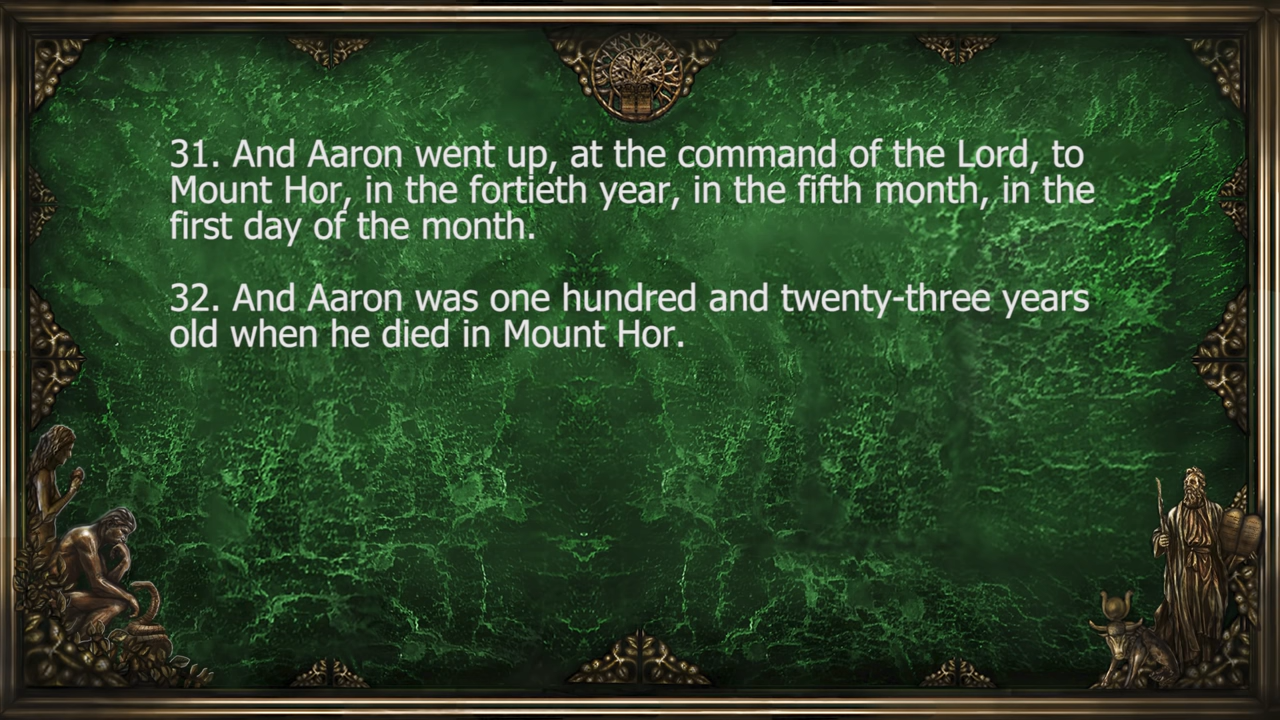 31. And Aaron went up, at the command of the Lord, to
Mount Hor, in the fortieth year, in the fifth month, in the
first day of the month.
32. And Aaron was one hundred and twenty-three years
old when he died in Mount Hor.